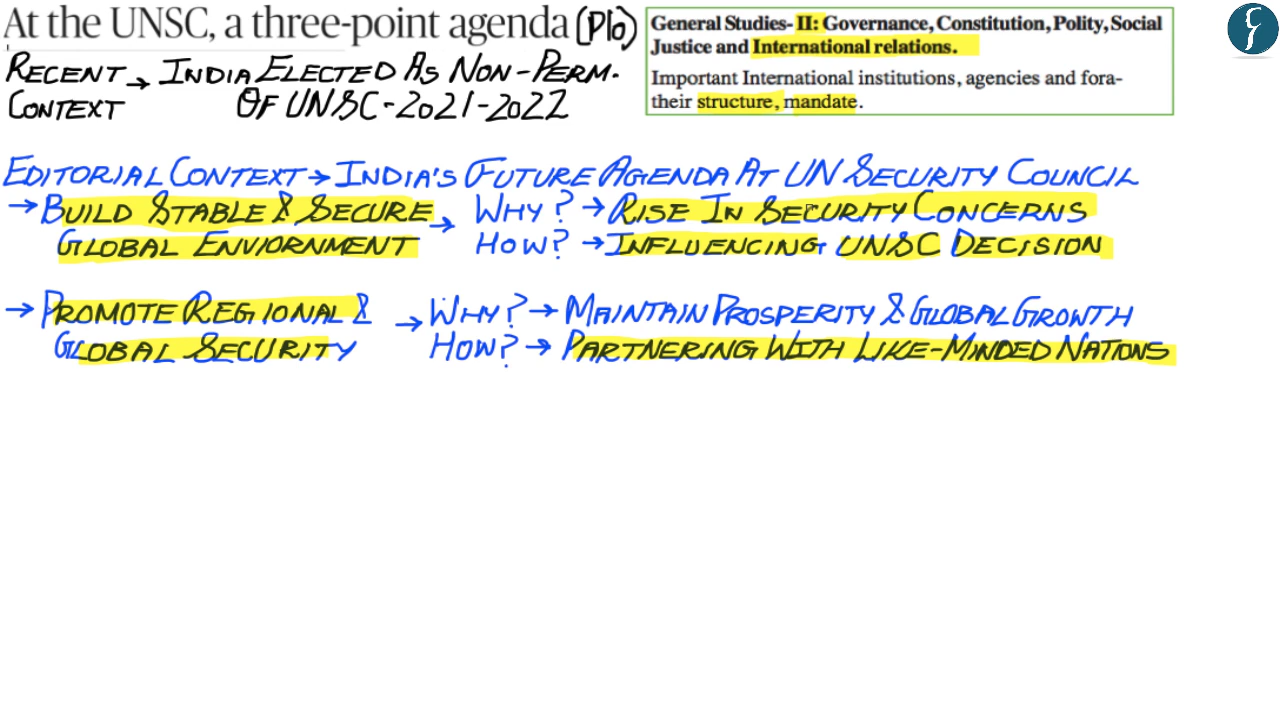 At the UNSC, a three-point agenda (P10)
General Studies- II: Governance, Constitution, Polity, Social
Justice and International relations.
Important International institutions, agencies and fora-
their structure, mandate.
RECENT → INDIA ELECTED AS NON-PERM.
CONTEXT OF UNSC-2021-2022
EDITORIAL CONTEXT → INDIA'S FUTURE AGENDA AT UN SECURITY COUNCIL
→ BUILD STABLE & SECURE → WHY? → RISE IN SECURITY CONCERNS
GLOBAL ENVIORNMENT HOW? → INFLUENCING UNSC DECISION
→ PROMOTE REGIONAL & → WHY? → MAINTAIN PROSPERITY & GLOBAL GROWTH
GLOBAL SECURITY HOW? → PARTNERING WITH LIKE-MINDED NATIONS